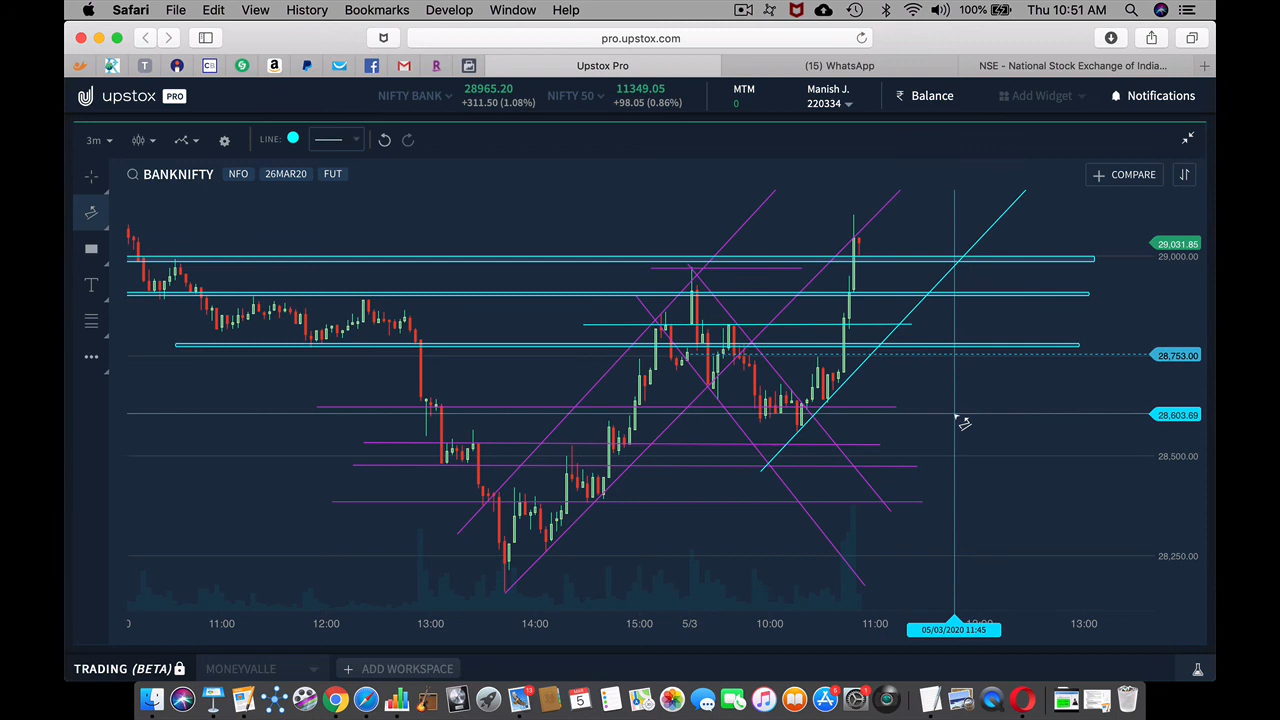 Safari File Edit View History Bookmarks Develop Window Help 100% Thu 10:51 AM
pro.upstox.com
T CB a R Upstox Pro (15) WhatsApp NSE - National Stock Exchange of India...
upstox PRO NIFTY BANK 28965.20 NIFTY 50 11349.05 MTM Manish J. ₹ Balance Add Widget Notifications
+311.50 (1.08%) +98.05 (0.86%) 0 220334
3m LINE:
BANKNIFTY NFO 26MAR20 FUT + COMPARE
T
29,031.85
29,000.00
28,753.00
28,603.69
28,500.00
28,250.00
0 11:00 12:00 13:00 14:00 15:00 5/3 10:00 11:00 12:00 13:00
05/03/2020 11:45
TRADING (BETA) MONEYVALLE + ADD WORKSPACE